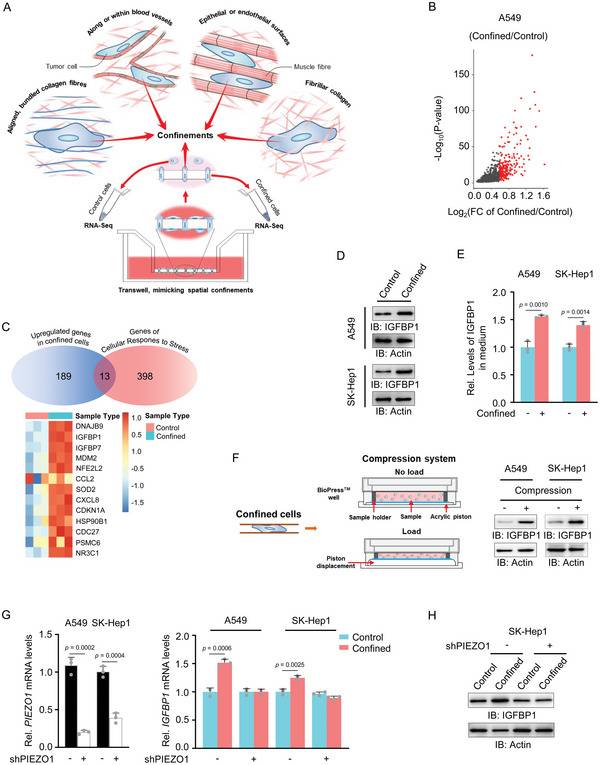 A
Along or within blood vessels
Epithelial or endothelial surfaces
Tumor cell
Muscle fibre
Aligned, bundled collagen fibres
Fibrillar collagen
Confinements
Control cells
Confined cells
RNA-Seq
RNA-Seq
Transwell, mimicking spatial confinements
B
A549
(Confined/Control)
-Log10(P-value)
150
100
50
0
0.0 0.4 0.8 1.2 1.6
Log2(FC of Confined/Control)
C
Upregulated genes
in confined cells
Genes of
Cellular Respones to Stress
189
13
398
Sample Type
DNAJB9
IGFBP1
IGFBP7
MDM2
NFE2L2
CCL2
SOD2
CXCL8
CDKN1A
HSP90B1
CDC27
PSMC6
NR3C1
1.0
0.5
0
-0.5
-1.0
-1.5
Sample Type
Control
Confined
D
Control
Confined
A549
IB: IGFBP1
IB: Actin
SK-Hep1
IB: IGFBP1
IB: Actin
E
A549 SK-Hep1
Rel. Levels of IGFBP1
in medium
2.0
1.5
1.0
0.5
0.0
p = 0.0010
p = 0.0014
Confined - + - +
F
Compression system
No load
BioPress™
well
Sample holder
Sample
Acrylic piston
Confined cells
Load
Piston
displacement
A549 SK-Hep1
Compression
- + - +
IB: IGFBP1 IB: IGFBP1
IB: Actin IB: Actin
G
A549 SK-Hep1
Rel. PIEZO1 mRNA levels
1.5
1.0
0.5
0.0
p = 0.0002
p = 0.0004
shPIEZO1 - + - +
A549 SK-Hep1
Rel. IGFBP1 mRNA levels
2.0
1.5
1.0
0.5
0.0
p = 0.0006
p = 0.0025
Control
Confined
shPIEZO1 - + - +
H
SK-Hep1
shPIEZO1 - +
Control
Confined
Control
Confined
IB: IGFBP1
IB: Actin